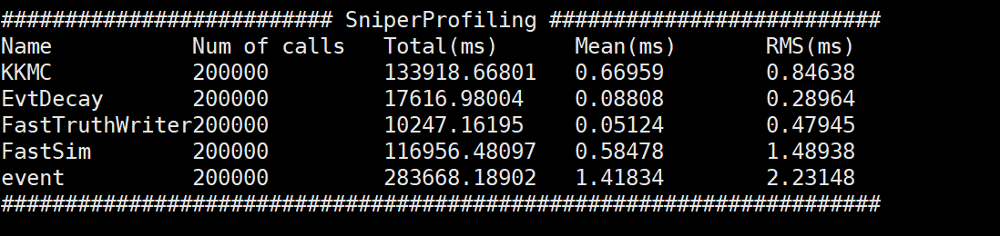 ########################## SniperProfiling ##########################
Name           Num of calls   Total(ms)      Mean(ms)       RMS(ms)
KKMC           200000         133918.66801   0.66959        0.84638
EvtDecay       200000         17616.98004    0.08808        0.28964
FastTruthWriter200000         10247.16195    0.05124        0.47945
FastSim        200000         116956.48097   0.58478        1.48938
event          200000         283668.18902   1.41834        2.23148
#####################################################################